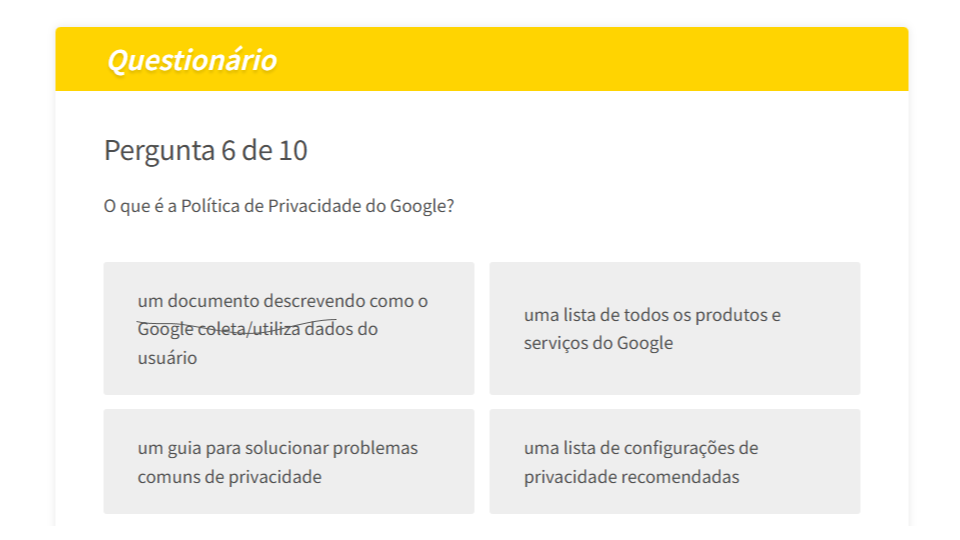 Questionário
Pergunta 6 de 10
O que é a Política de Privacidade do Google?
um documento descrevendo como o
Google coleta/utiliza dados do
usuário
uma lista de todos os produtos e
serviços do Google
um guia para solucionar problemas
comuns de privacidade
uma lista de configurações de
privacidade recomendadas